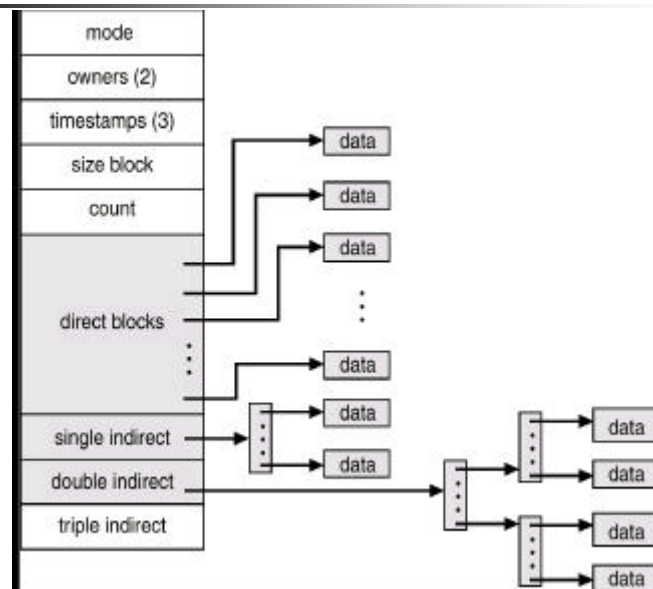 mode
owners (2)
timestamps (3)
size block
count
direct blocks
single indirect
double indirect
triple indirect
data
data
data
data
data
data
data
data
data
data